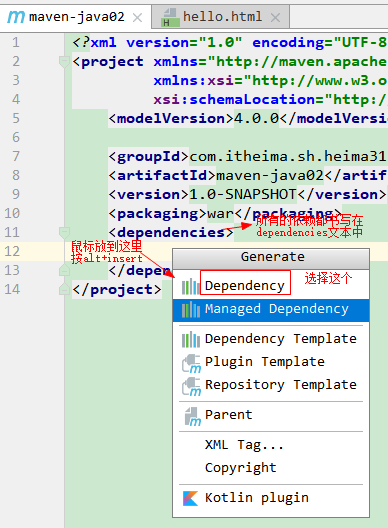 maven-java02 × hello.html ×
1 <?xml version="1.0" encoding="UTF-8
2 <project xmlns="http://maven.apache
3 xmlns:xsi="http://www.w3.o
4 xsi:schemaLocation="http:/
5 <modelVersion>4.0.0</modelVersion
6
7 <groupId>com.itheima.sh.heima31
8 <artifactId>maven-java02</artif
9 <version>1.0-SNAPSHOT</version>
10 <packaging>war</packaging>
所有的依赖都书写在
11 <dependencies>
dependencies文本中
鼠标放到这里
12
按alt+insert
13 </depen
14 </project>
Generate
Dependency
选择这个
Managed Dependency
Dependency Template
Plugin Template
Repository Template
Parent
XML Tag...
Copyright
Kotlin plugin